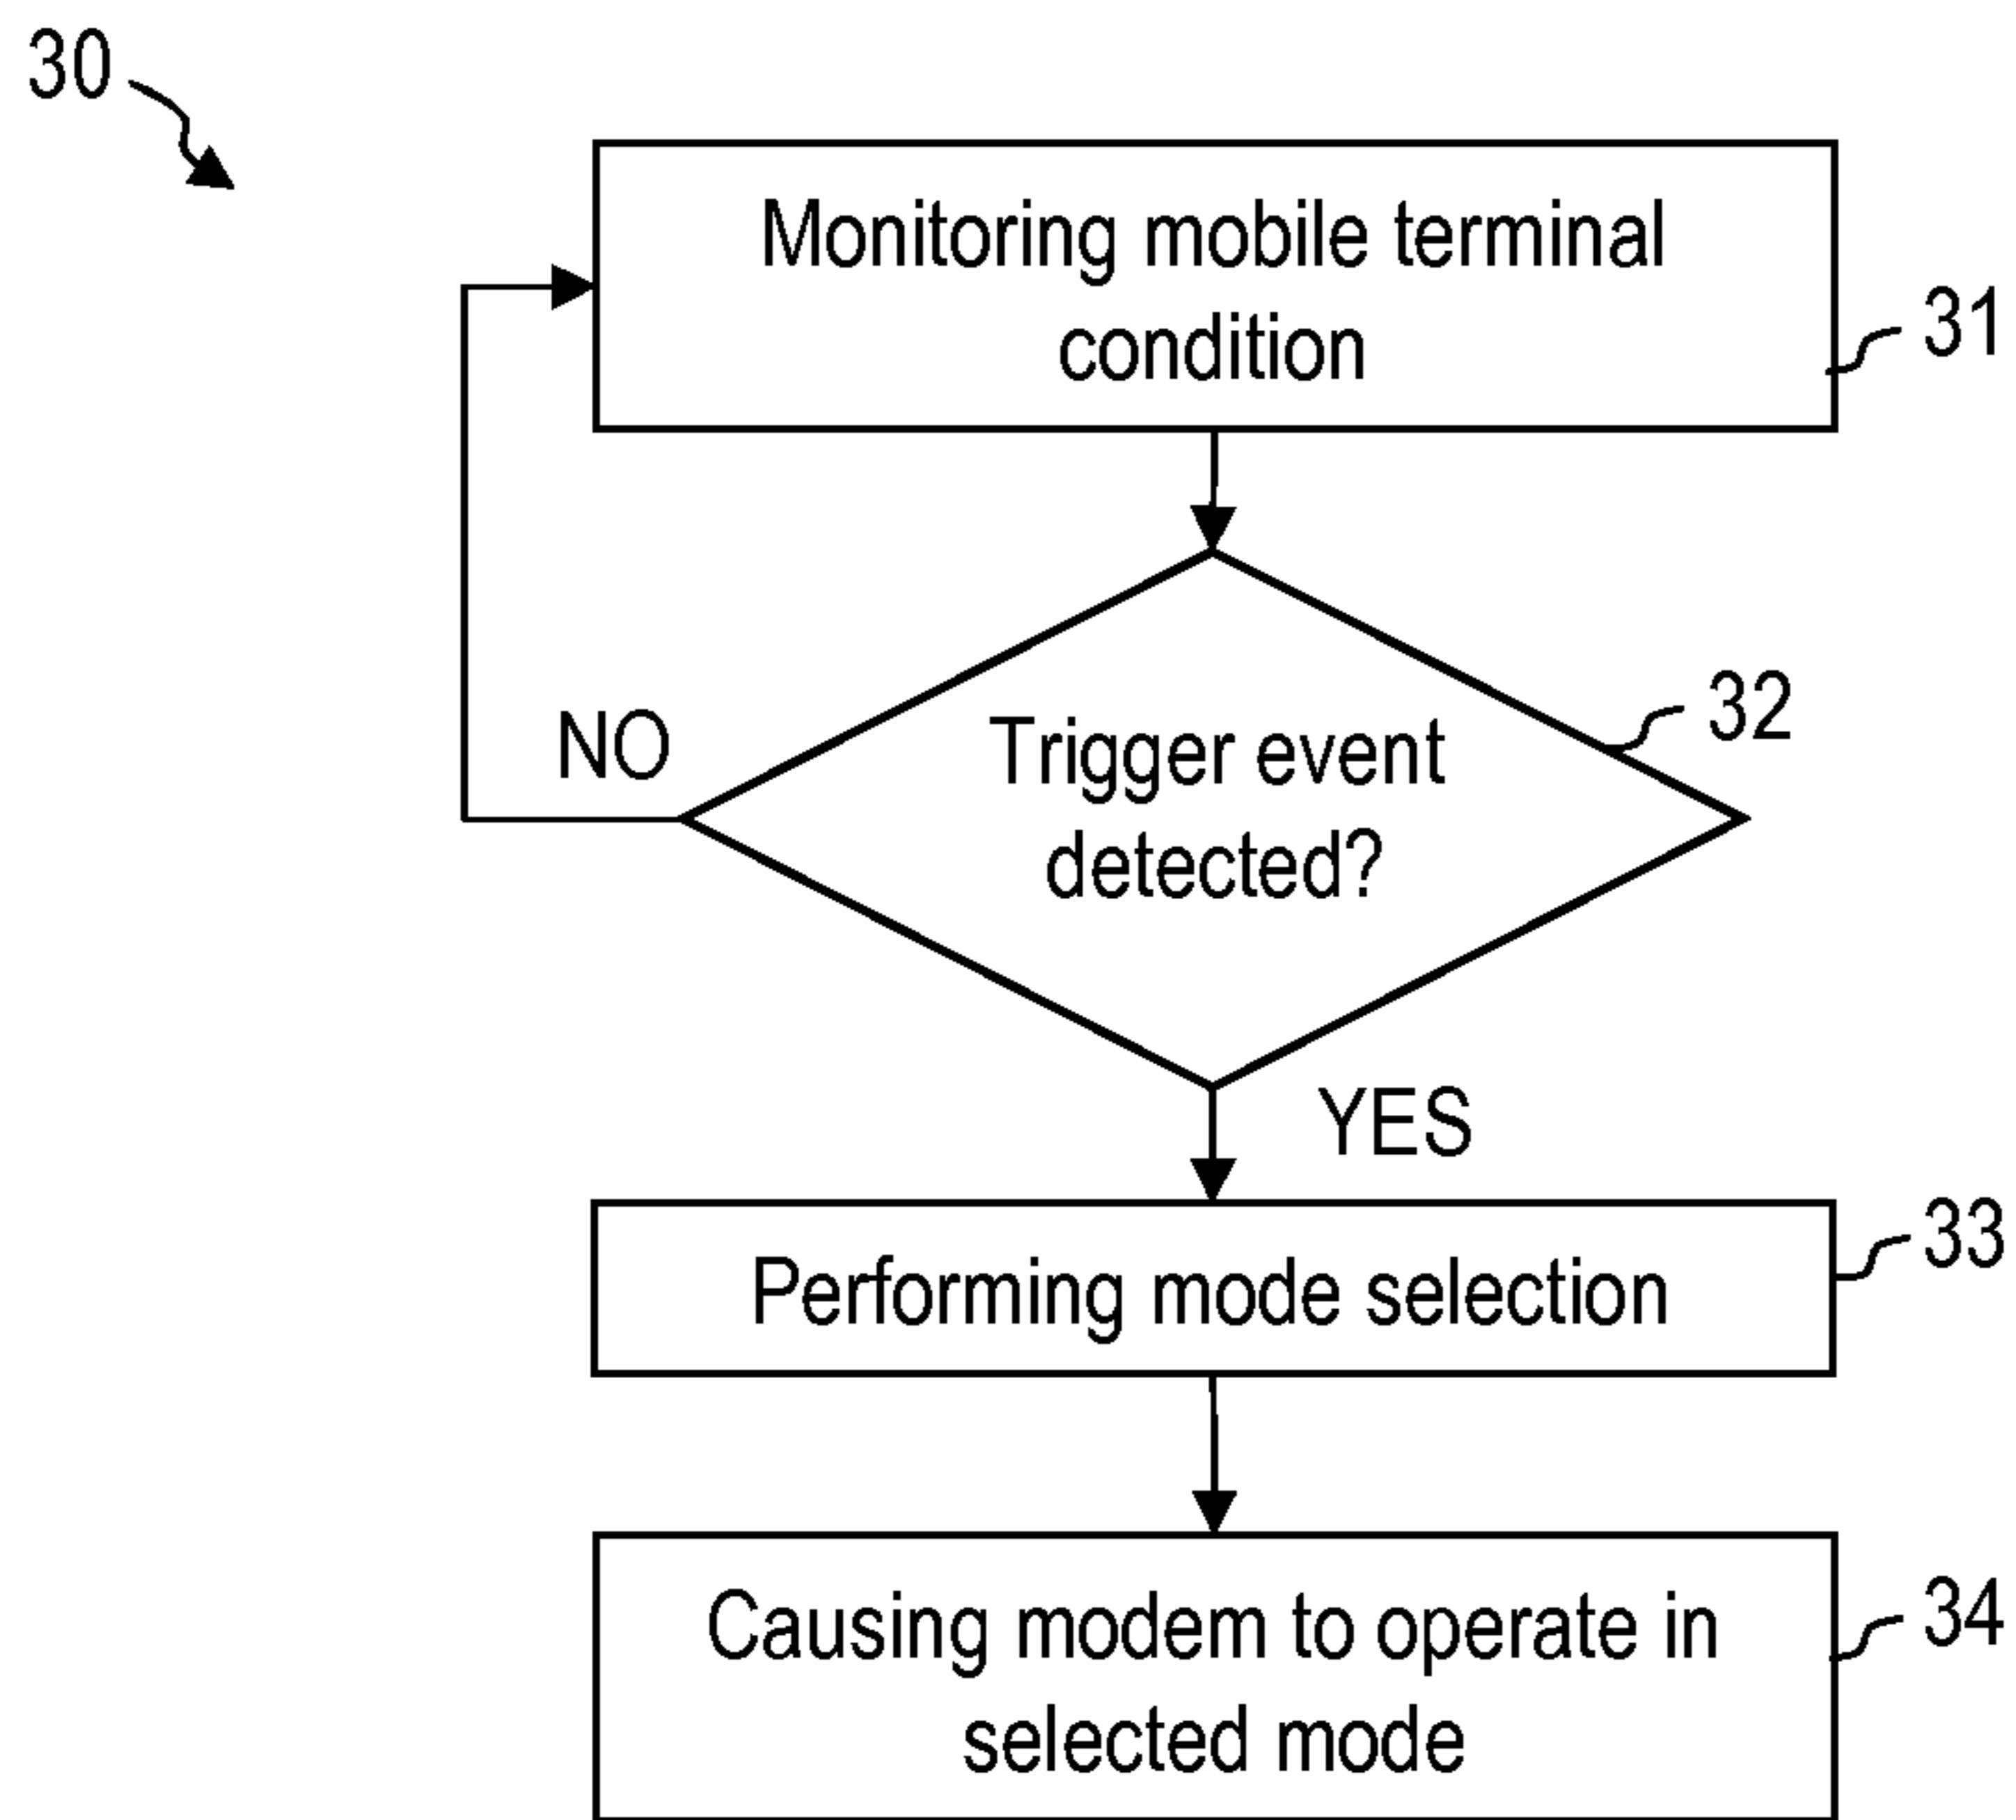 30
Monitoring mobile terminal
condition
31
Trigger event
detected?
32
NO
YES
Performing mode selection
33
Causing modem to operate in
selected mode
34